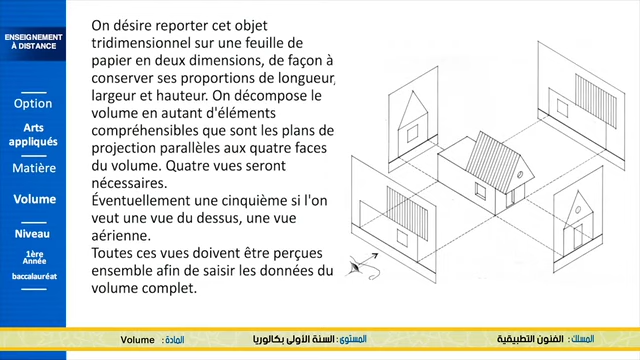 ENSEIGNEMENT
À DISTANCE
Option
Arts
appliqués
Matière
Volume
Niveau
1ère
Année
baccalauréat
On désire reporter cet objet
tridimensionnel sur une feuille de
papier en deux dimensions, de façon à
conserver ses proportions de longueur,
largeur et hauteur. On décompose le
volume en autant d'éléments
compréhensibles que sont les plans de
projection parallèles aux quatre faces
du volume. Quatre vues seront
nécessaires.
Éventuellement une cinquième si l'on
veut une vue du dessus, une vue
aérienne.
Toutes ces vues doivent être perçues
ensemble afin de saisir les données du
volume complet.
المسلك: الفنون التطبيقية
المستوى: السنة الأولى بكالوريا
المادة: Volume